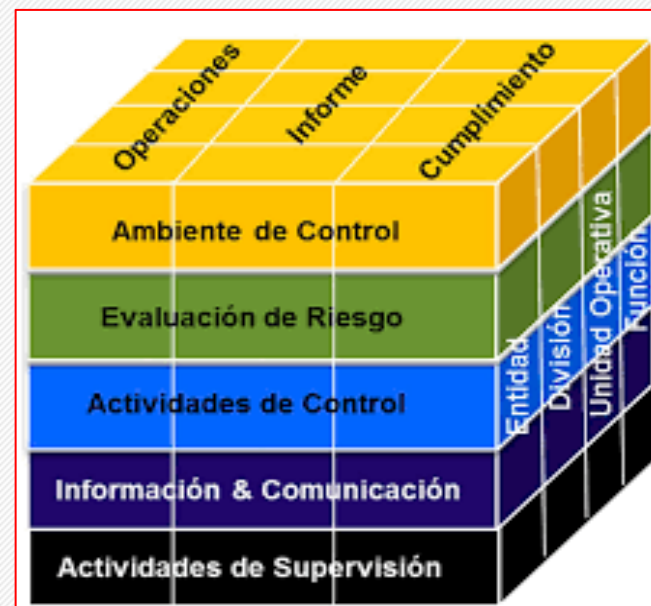 Operaciones
Informe
Cumplimiento
Ambiente de Control
Evaluación de Riesgo
Actividades de Control
Información & Comunicación
Actividades de Supervisión
Entidad
División
Unidad Operativa
Función